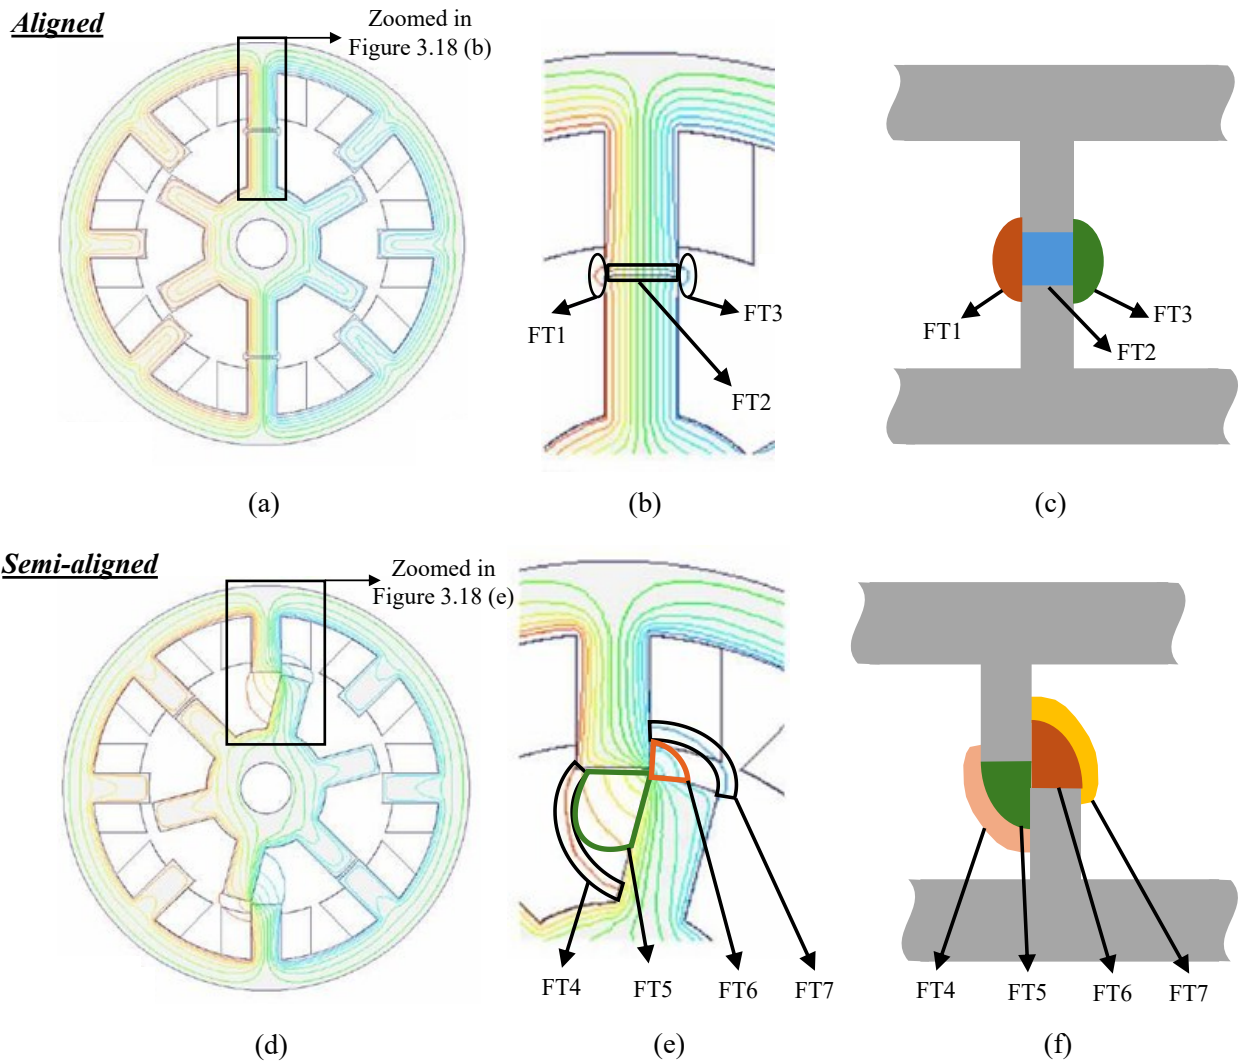 Aligned
Zoomed in
Figure 3.18 (b)
FT1
FT3
FT2
FT1
FT3
FT2
(a)
(b)
(c)
Semi-aligned
Zoomed in
Figure 3.18 (e)
FT4
FT5
FT6
FT7
FT4
FT5
FT6
FT7
(d)
(e)
(f)